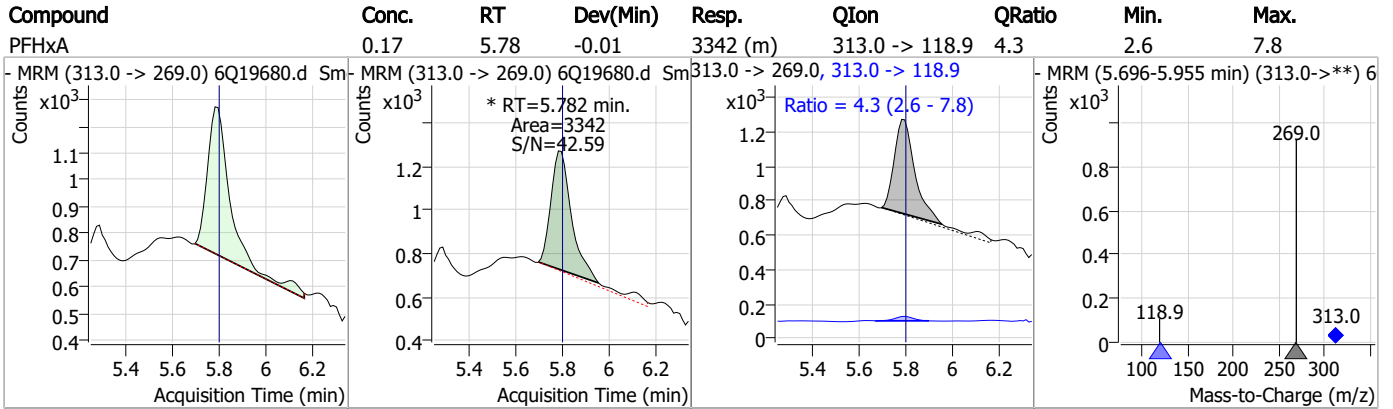 Compound Conc. RT Dev(Min) Resp. QIon QRatio Min. Max.
PFHxA 0.17 5.78 -0.01 3342 (m) 313.0 -> 118.9 4.3 2.6 7.8
- MRM (313.0 -> 269.0) 6Q19680.d Sm
Counts
x10³
1.1
1
0.9
0.8
0.7
0.6
0.5
0.4
5.4 5.6 5.8 6 6.2
Acquisition Time (min)
- MRM (313.0 -> 269.0) 6Q19680.d Sm
Counts
x10³
* RT=5.782 min.
Area=3342
S/N=42.59
1.2
1
0.8
0.6
0.4
5.4 5.6 5.8 6 6.2
Acquisition Time (min)
313.0 -> 269.0, 313.0 -> 118.9
Counts
x10³
Ratio = 4.3 (2.6 - 7.8)
1.2
1
0.8
0.6
0.4
0.2
0
5.4 5.6 5.8 6 6.2
Acquisition Time (min)
- MRM (5.696-5.955 min) (313.0->**) 6
Counts
x10³
269.0
0.8
0.6
0.4
0.2
0
118.9
313.0
100 150 200 250 300
Mass-to-Charge (m/z)